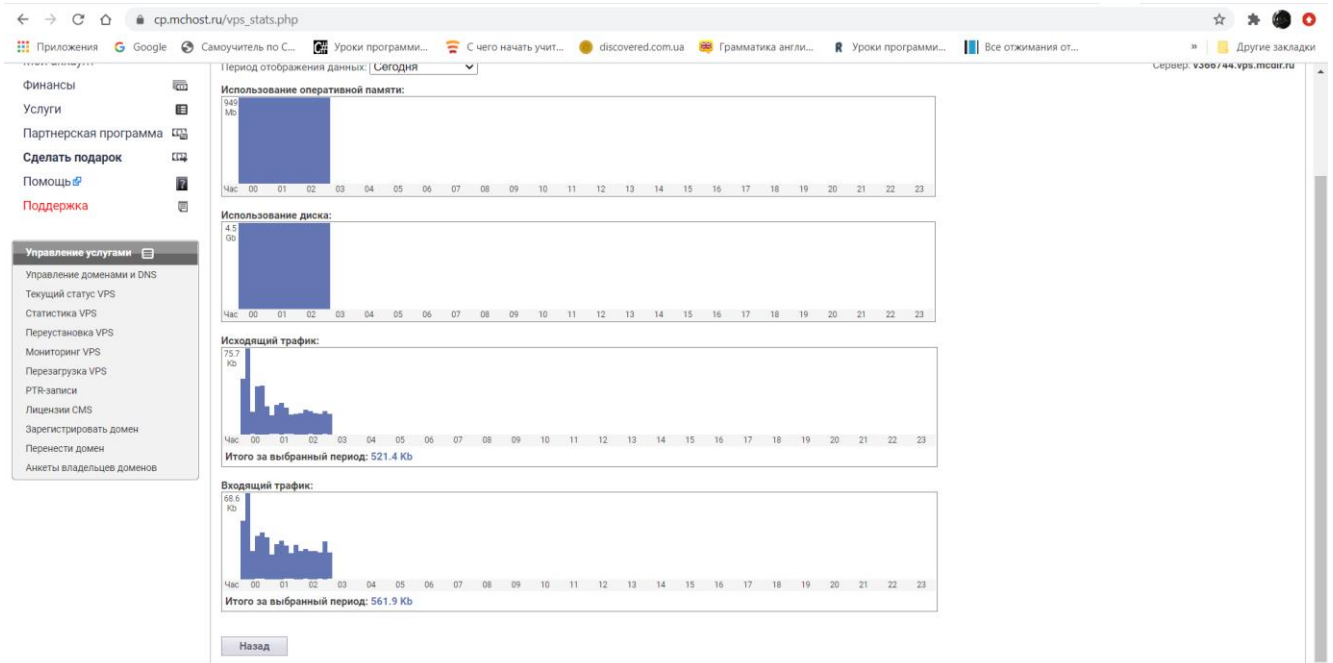 cp.mchost.ru/vps_stats.php
Приложения Google Самоучитель по С... Уроки программи... С чего начать учит... discovered.com.ua Грамматика англи... Уроки программи... Все отжимания от... » Другие закладки
Финансы
Услуги
Партнерская программа
Сделать подарок
Помощь
Поддержка
Управление услугами
Управление доменами и DNS
Текущий статус VPS
Статистика VPS
Переустановка VPS
Мониторинг VPS
Перезагрузка VPS
PTR-записи
Лицензии CMS
Зарегистрировать домен
Перенести домен
Анкеты владельцев доменов
Период отображения данных: Сегодня
Сервер: v366744.vps.mcdir.ru
Использование оперативной памяти:
949
Mb
Час 00 01 02 03 04 05 06 07 08 09 10 11 12 13 14 15 16 17 18 19 20 21 22 23
Использование диска:
4.5
Gb
Час 00 01 02 03 04 05 06 07 08 09 10 11 12 13 14 15 16 17 18 19 20 21 22 23
Исходящий трафик:
75.7
Kb
Час 00 01 02 03 04 05 06 07 08 09 10 11 12 13 14 15 16 17 18 19 20 21 22 23
Итого за выбранный период: 521.4 Kb
Входящий трафик:
68.6
Kb
Час 00 01 02 03 04 05 06 07 08 09 10 11 12 13 14 15 16 17 18 19 20 21 22 23
Итого за выбранный период: 561.9 Kb
Назад